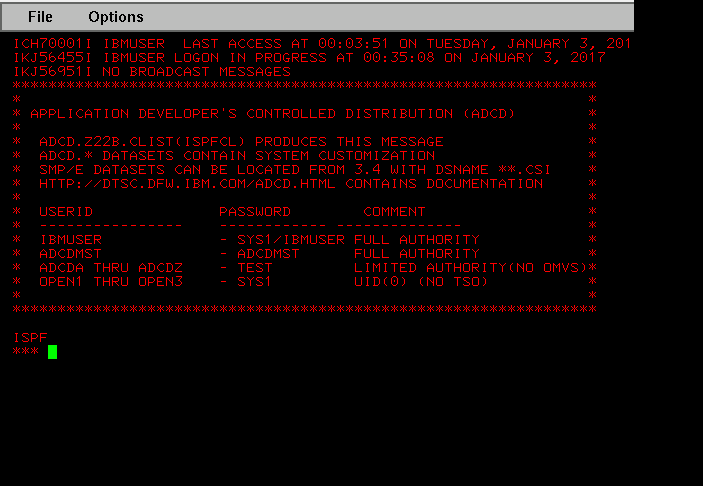 File Options
ICH70001I IBMUSER  LAST ACCESS AT 00:03:51 ON TUESDAY, JANUARY 3, 201
IKJ56455I IBMUSER LOGON IN PROGRESS AT 00:35:08 ON JANUARY 3, 2017
IKJ56951I NO BROADCAST MESSAGES
*****************************************************************
*                                                               *
* APPLICATION DEVELOPER'S CONTROLLED DISTRIBUTION (ADCD)        *
*                                                               *
*  ADCD.Z22B.CLIST(ISPFCL) PRODUCES THIS MESSAGE                *
*  ADCD.* DATASETS CONTAIN SYSTEM CUSTOMIZATION                 *
*  SMP/E DATASETS CAN BE LOCATED FROM 3.4 WITH DSNAME **.CSI    *
*  HTTP://DTSC.DFW.IBM.COM/ADCD.HTML CONTAINS DOCUMENTATION     *
*                                                               *
*  USERID              PASSWORD        COMMENT                  *
*  ----------------    ------------ --------------              *
*  IBMUSER             - SYS1/IBMUSER FULL AUTHORITY            *
*  ADCDMST             - ADCDMST      FULL AUTHORITY            *
*  ADCDA THRU ADCDZ    - TEST         LIMITED AUTHORITY(NO OMVS)*
*  OPEN1 THRU OPEN3    - SYS1         UID(0) (NO TSO)           *
*                                                               *
*****************************************************************
ISPF
***